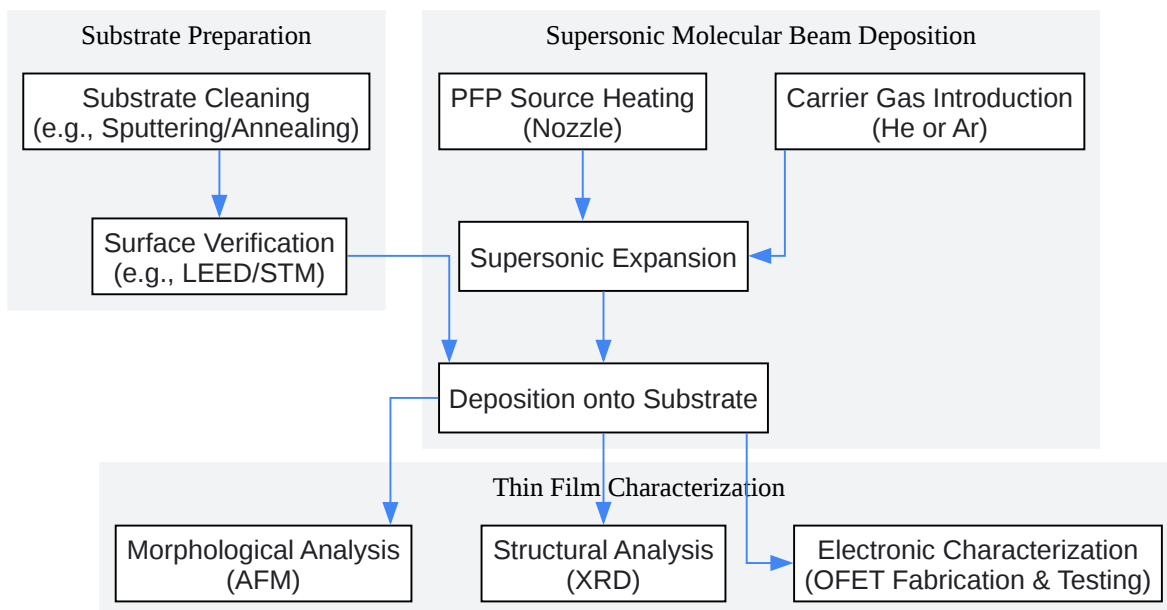 Substrate Preparation
Supersonic Molecular Beam Deposition
Substrate Cleaning
(e.g., Sputtering/Annealing)
PFP Source Heating
(Nozzle)
Carrier Gas Introduction
(He or Ar)
Surface Verification
(e.g., LEED/STM)
Supersonic Expansion
Deposition onto Substrate
Thin Film Characterization
Morphological Analysis
(AFM)
Structural Analysis
(XRD)
Electronic Characterization
(OFET Fabrication & Testing)